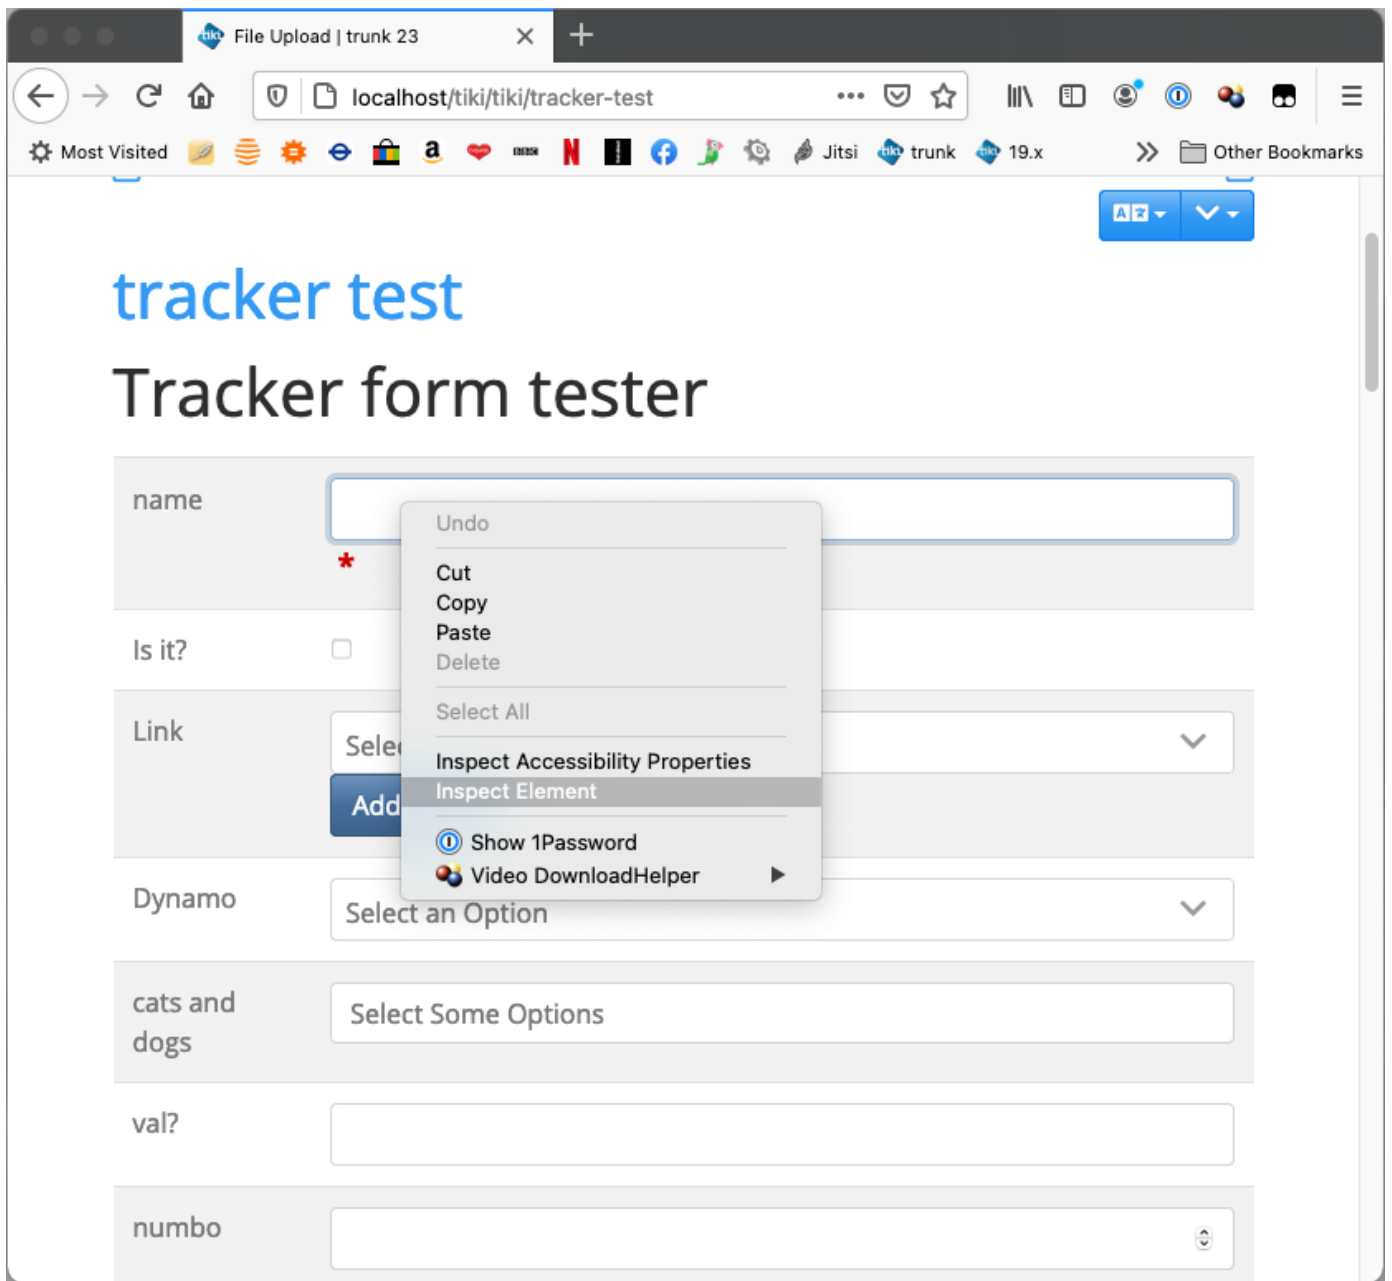 File Upload | trunk 23
localhost/tiki/tiki/tracker-test
Most Visited
Jitsi
trunk
19.x
Other Bookmarks
tracker test
Tracker form tester
name
*
Undo
Cut
Copy
Paste
Delete
Select All
Inspect Accessibility Properties
Inspect Element
Show 1Password
Video DownloadHelper
Is it?
Link
Add
Dynamo
Select an Option
cats and
dogs
Select Some Options
val?
numbo